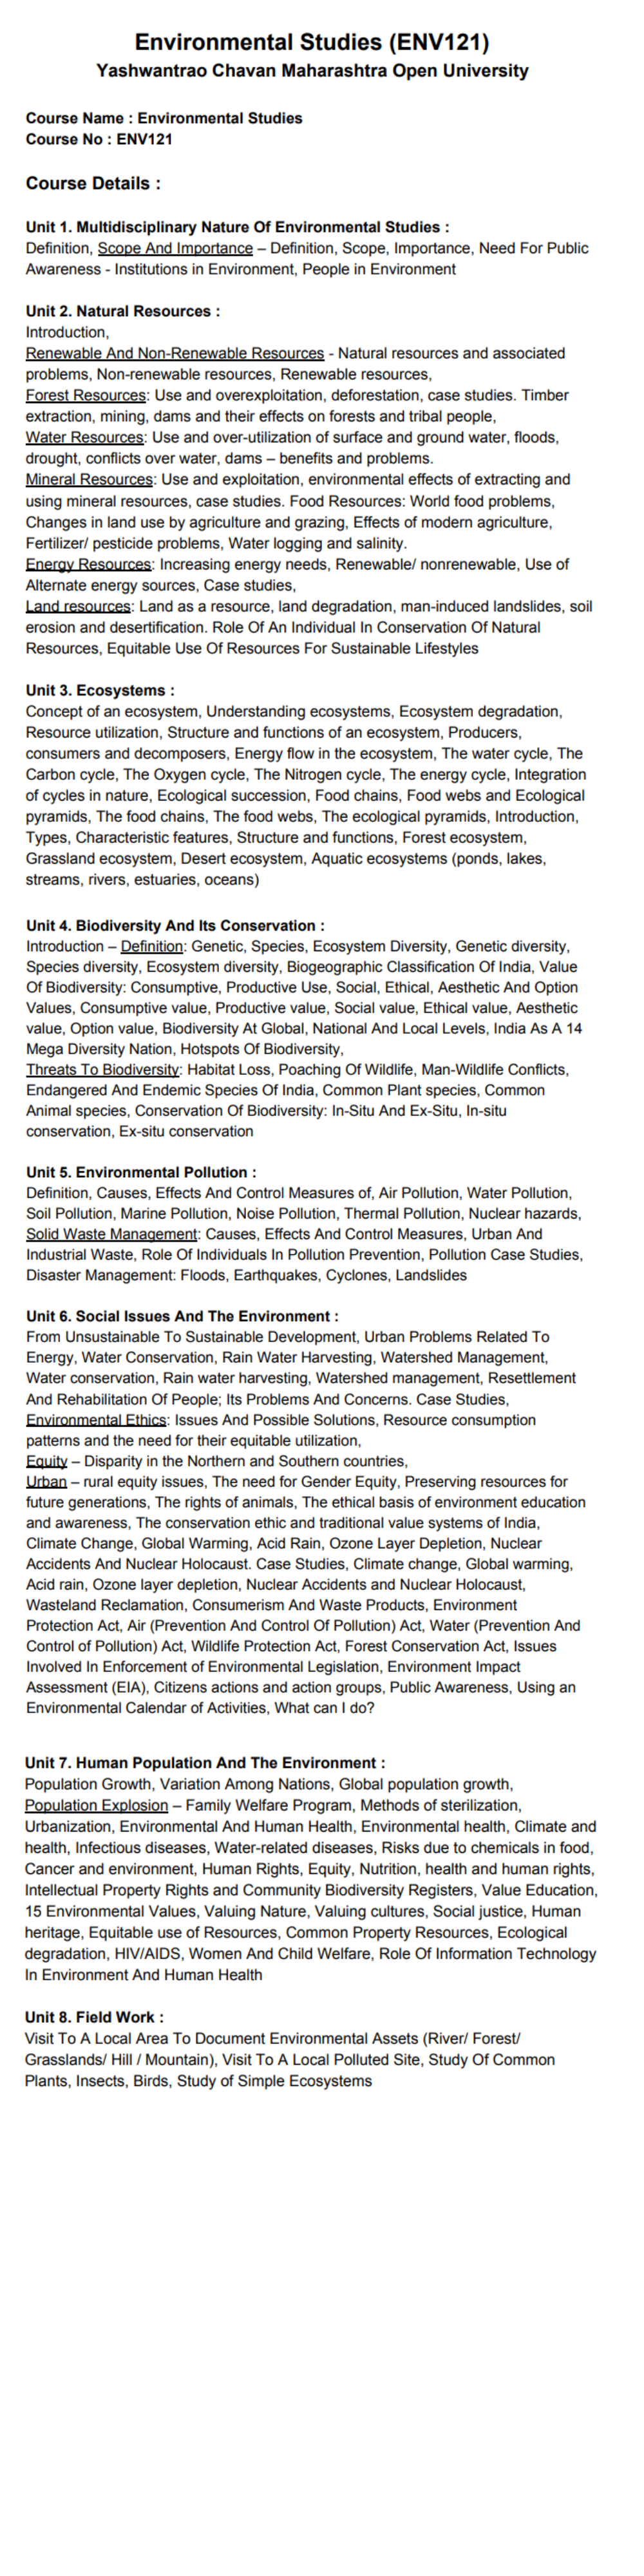 Environmental Studies (ENV121)
Yashwantrao Chavan Maharashtra Open University
Course Name : Environmental Studies
Course No : ENV121
Course Details :
Unit 1. Multidisciplinary Nature Of Environmental Studies :
Definition, Scope And Importance – Definition, Scope, Importance, Need For Public
Awareness - Institutions in Environment, People in Environment
Unit 2. Natural Resources :
Introduction,
Renewable And Non-Renewable Resources - Natural resources and associated
problems, Non-renewable resources, Renewable resources,
Forest Resources: Use and overexploitation, deforestation, case studies. Timber
extraction, mining, dams and their effects on forests and tribal people,
Water Resources: Use and over-utilization of surface and ground water, floods,
drought, conflicts over water, dams – benefits and problems.
Mineral Resources: Use and exploitation, environmental effects of extracting and
using mineral resources, case studies. Food Resources: World food problems,
Changes in land use by agriculture and grazing, Effects of modern agriculture,
Fertilizer/ pesticide problems, Water logging and salinity.
Energy Resources: Increasing energy needs, Renewable/ nonrenewable, Use of
Alternate energy sources, Case studies,
Land resources: Land as a resource, land degradation, man-induced landslides, soil
erosion and desertification. Role Of An Individual In Conservation Of Natural
Resources, Equitable Use Of Resources For Sustainable Lifestyles
Unit 3. Ecosystems :
Concept of an ecosystem, Understanding ecosystems, Ecosystem degradation,
Resource utilization, Structure and functions of an ecosystem, Producers,
consumers and decomposers, Energy flow in the ecosystem, The water cycle, The
Carbon cycle, The Oxygen cycle, The Nitrogen cycle, The energy cycle, Integration
of cycles in nature, Ecological succession, Food chains, Food webs and Ecological
pyramids, The food chains, The food webs, The ecological pyramids, Introduction,
Types, Characteristic features, Structure and functions, Forest ecosystem,
Grassland ecosystem, Desert ecosystem, Aquatic ecosystems (ponds, lakes,
streams, rivers, estuaries, oceans)
Unit 4. Biodiversity And Its Conservation :
Introduction – Definition: Genetic, Species, Ecosystem Diversity, Genetic diversity,
Species diversity, Ecosystem diversity, Biogeographic Classification Of India, Value
Of Biodiversity: Consumptive, Productive Use, Social, Ethical, Aesthetic And Option
Values, Consumptive value, Productive value, Social value, Ethical value, Aesthetic
value, Option value, Biodiversity At Global, National And Local Levels, India As A 14
Mega Diversity Nation, Hotspots Of Biodiversity,
Threats To Biodiversity: Habitat Loss, Poaching Of Wildlife, Man-Wildlife Conflicts,
Endangered And Endemic Species Of India, Common Plant species, Common
Animal species, Conservation Of Biodiversity: In-Situ And Ex-Situ, In-situ
conservation, Ex-situ conservation
Unit 5. Environmental Pollution :
Definition, Causes, Effects And Control Measures of, Air Pollution, Water Pollution,
Soil Pollution, Marine Pollution, Noise Pollution, Thermal Pollution, Nuclear hazards,
Solid Waste Management: Causes, Effects And Control Measures, Urban And
Industrial Waste, Role Of Individuals In Pollution Prevention, Pollution Case Studies,
Disaster Management: Floods, Earthquakes, Cyclones, Landslides
Unit 6. Social Issues And The Environment :
From Unsustainable To Sustainable Development, Urban Problems Related To
Energy, Water Conservation, Rain Water Harvesting, Watershed Management,
Water conservation, Rain water harvesting, Watershed management, Resettlement
And Rehabilitation Of People; Its Problems And Concerns. Case Studies,
Environmental Ethics: Issues And Possible Solutions, Resource consumption
patterns and the need for their equitable utilization,
Equity – Disparity in the Northern and Southern countries,
Urban – rural equity issues, The need for Gender Equity, Preserving resources for
future generations, The rights of animals, The ethical basis of environment education
and awareness, The conservation ethic and traditional value systems of India,
Climate Change, Global Warming, Acid Rain, Ozone Layer Depletion, Nuclear
Accidents And Nuclear Holocaust. Case Studies, Climate change, Global warming,
Acid rain, Ozone layer depletion, Nuclear Accidents and Nuclear Holocaust,
Wasteland Reclamation, Consumerism And Waste Products, Environment
Protection Act, Air (Prevention And Control Of Pollution) Act, Water (Prevention And
Control of Pollution) Act, Wildlife Protection Act, Forest Conservation Act, Issues
Involved In Enforcement of Environmental Legislation, Environment Impact
Assessment (EIA), Citizens actions and action groups, Public Awareness, Using an
Environmental Calendar of Activities, What can I do?
Unit 7. Human Population And The Environment :
Population Growth, Variation Among Nations, Global population growth,
Population Explosion – Family Welfare Program, Methods of sterilization,
Urbanization, Environmental And Human Health, Environmental health, Climate and
health, Infectious diseases, Water-related diseases, Risks due to chemicals in food,
Cancer and environment, Human Rights, Equity, Nutrition, health and human rights,
Intellectual Property Rights and Community Biodiversity Registers, Value Education,
15 Environmental Values, Valuing Nature, Valuing cultures, Social justice, Human
heritage, Equitable use of Resources, Common Property Resources, Ecological
degradation, HIV/AIDS, Women And Child Welfare, Role Of Information Technology
In Environment And Human Health
Unit 8. Field Work :
Visit To A Local Area To Document Environmental Assets (River/ Forest/
Grasslands/ Hill / Mountain), Visit To A Local Polluted Site, Study Of Common
Plants, Insects, Birds, Study of Simple Ecosystems